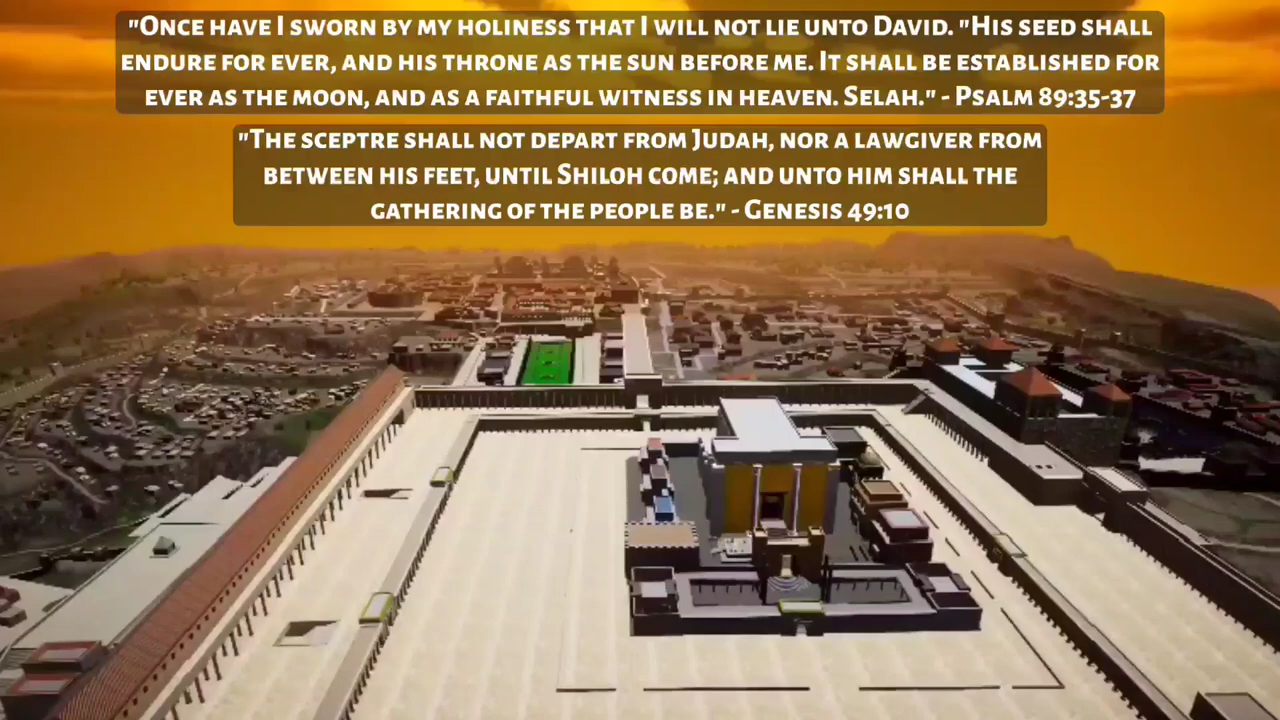 "Once have I sworn by my holiness that I will not lie unto David. "His seed shall
endure for ever, and his throne as the sun before me. It shall be established for
ever as the moon, and as a faithful witness in heaven. Selah." - Psalm 89:35-37
"The sceptre shall not depart from Judah, nor a lawgiver from
between his feet, until Shiloh come; and unto him shall the
gathering of the people be." - Genesis 49:10